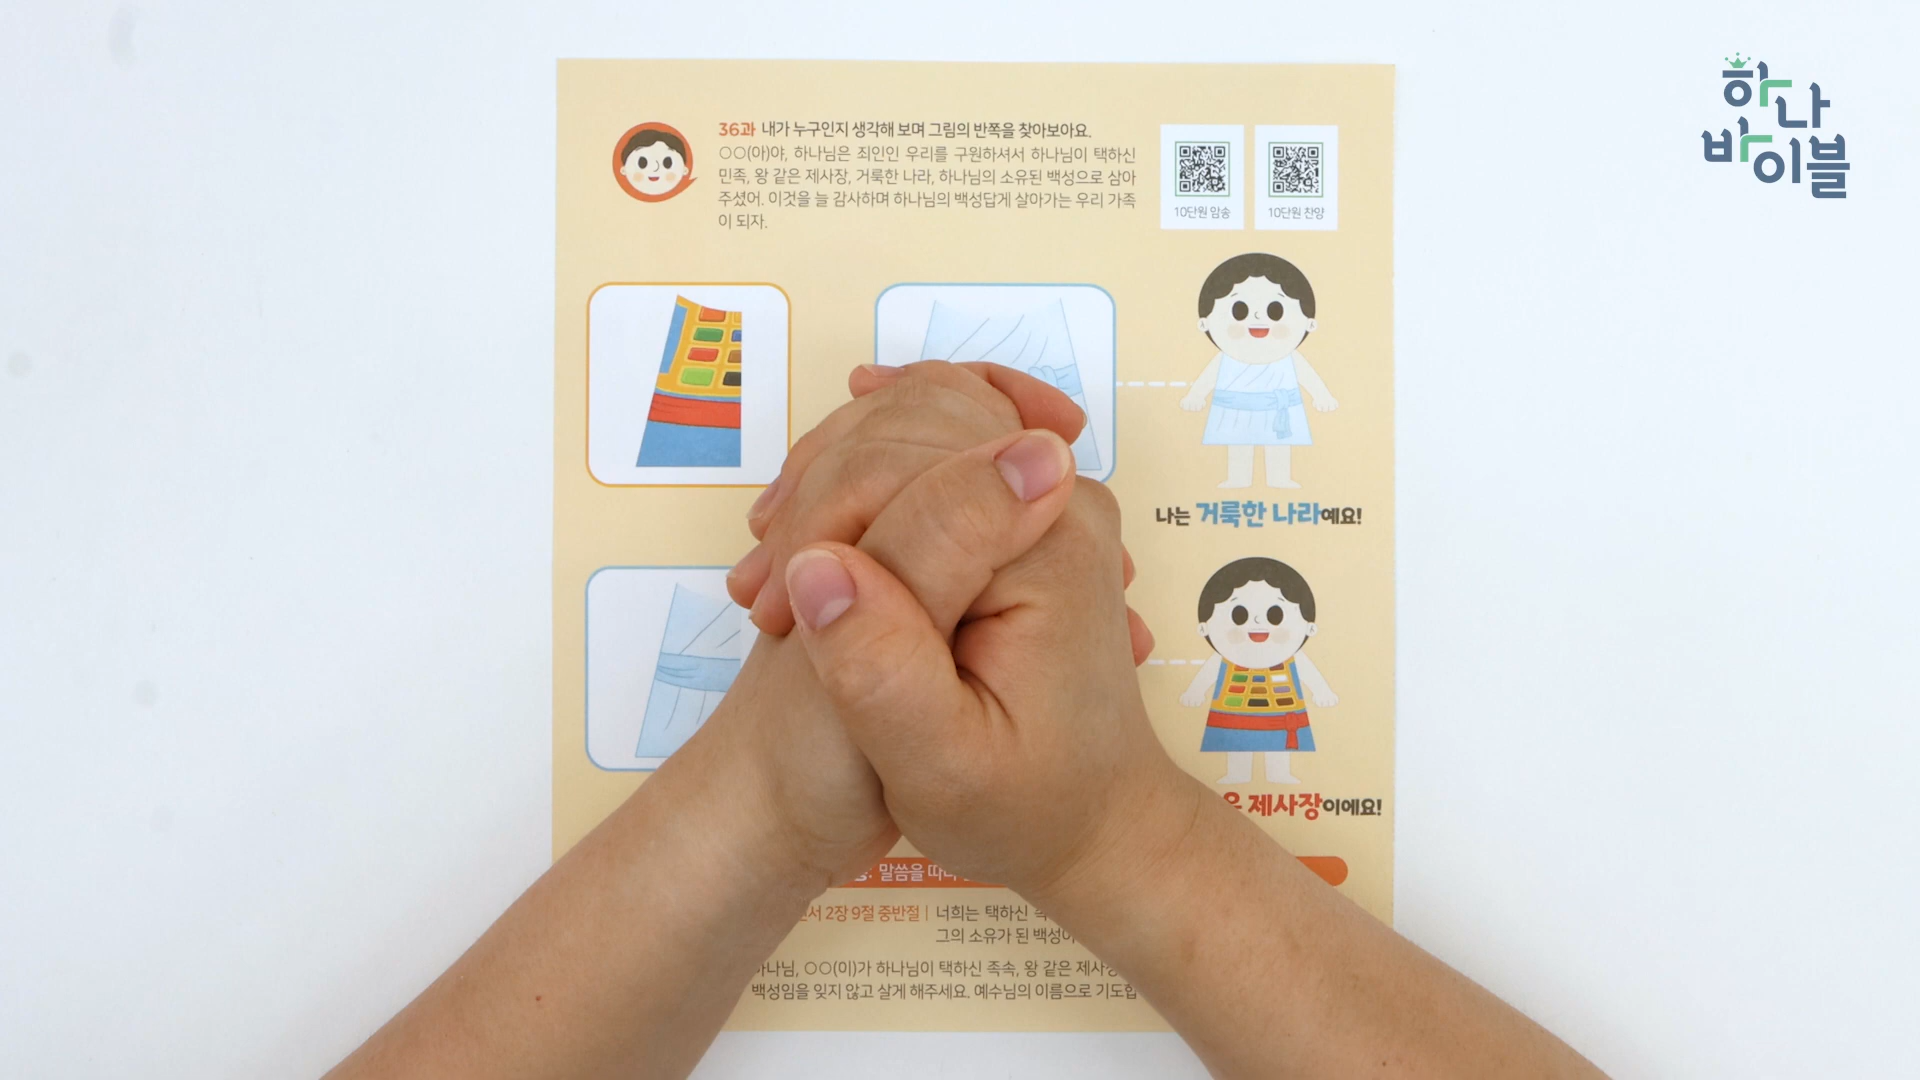 하나
바이블
36과 내가 누구인지 생각해 보며 그림의 반쪽을 찾아보아요.
○○(아)야, 하나님은 죄인인 우리를 구원하셔서 하나님이 택하신
민족, 왕 같은 제사장, 거룩한 나라, 하나님의 소유된 백성으로 삼아
주셨어. 이것을 늘 감사하며 하나님의 백성답게 살아가는 우리 가족
이 되자.
10단원 암송
10단원 찬양
나는 거룩한 나라예요!
제사장이에요!
말씀을
2장 9절 중반절 | 너희는 택하신
그의 소유가 된 백성이
하나님, ○○(이)가 하나님이 택하신 족속, 왕 같은 제사장
백성임을 잊지 않고 살게 해주세요. 예수님의 이름으로 기도합